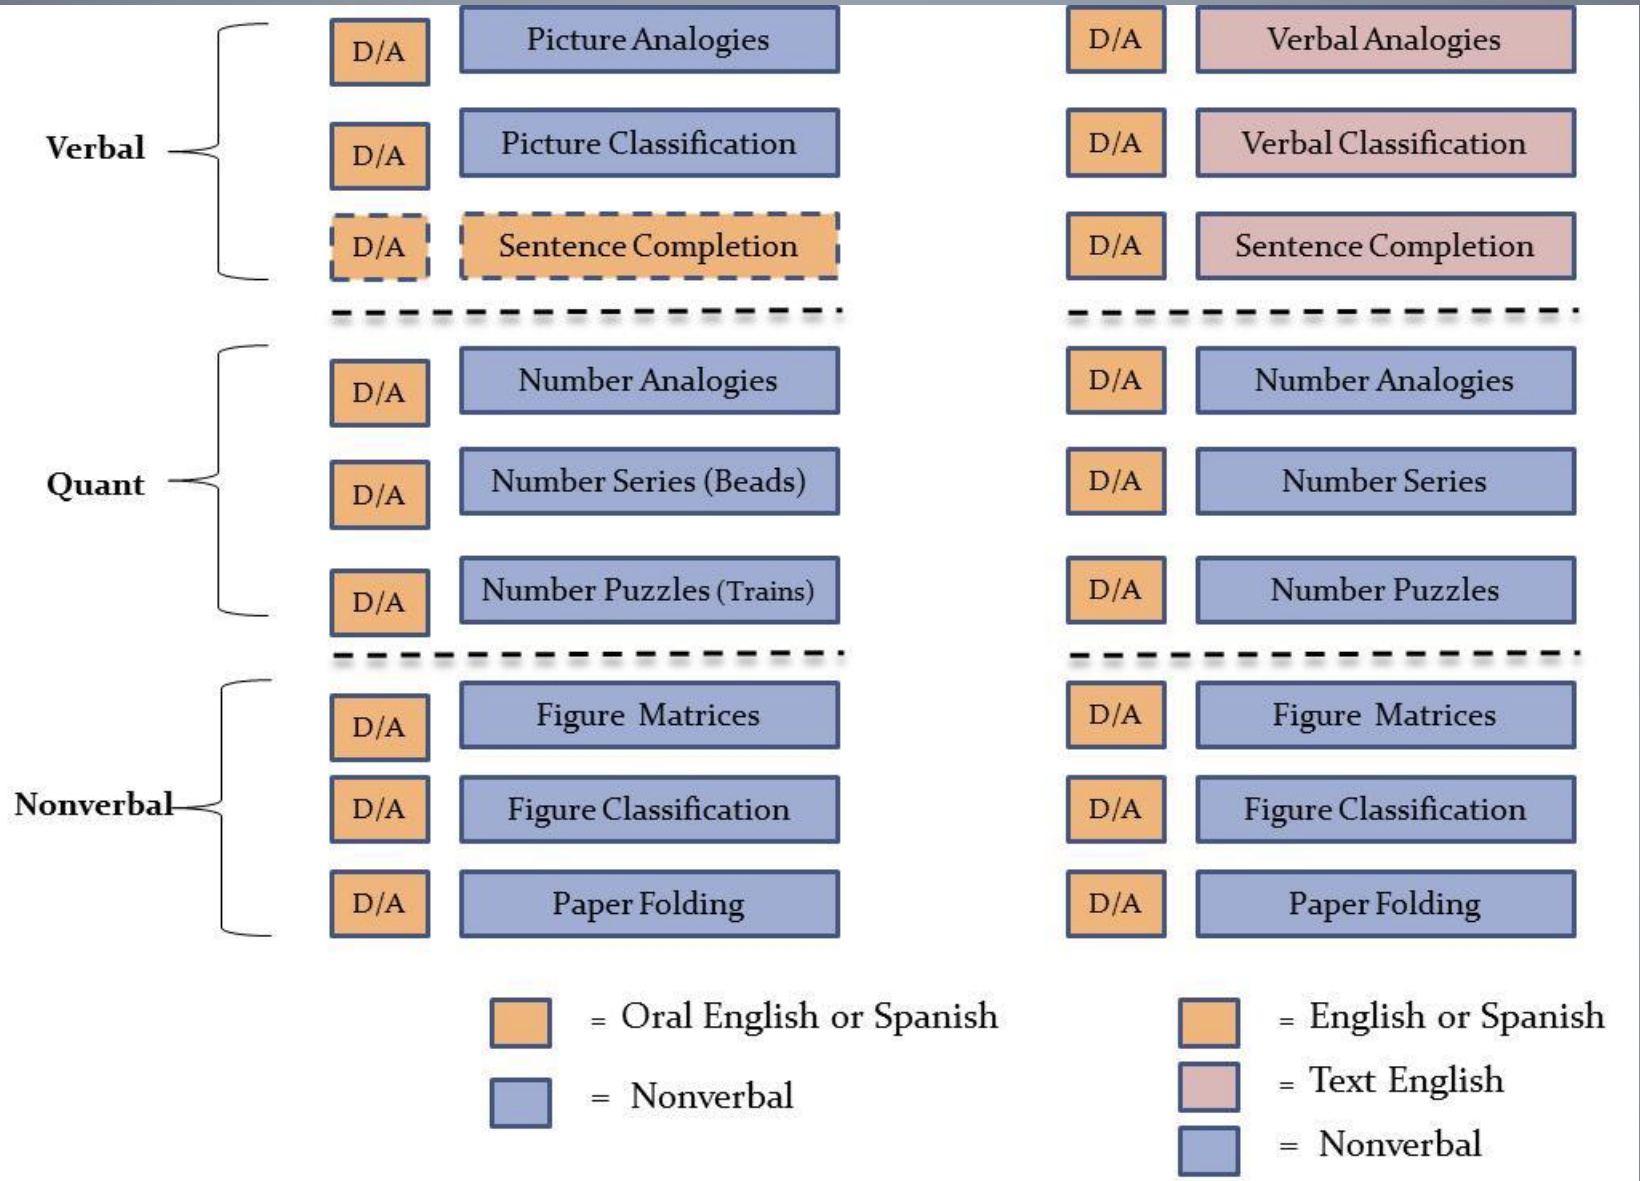 D/A Picture Analogies D/A Verbal Analogies
Verbal D/A Picture Classification D/A Verbal Classification
D/A Sentence Completion D/A Sentence Completion
D/A Number Analogies D/A Number Analogies
Quant D/A Number Series (Beads) D/A Number Series
D/A Number Puzzles (Trains) D/A Number Puzzles
D/A Figure Matrices D/A Figure Matrices
Nonverbal D/A Figure Classification D/A Figure Classification
D/A Paper Folding D/A Paper Folding
= Oral English or Spanish
= Nonverbal
= English or Spanish
= Text English
= Nonverbal